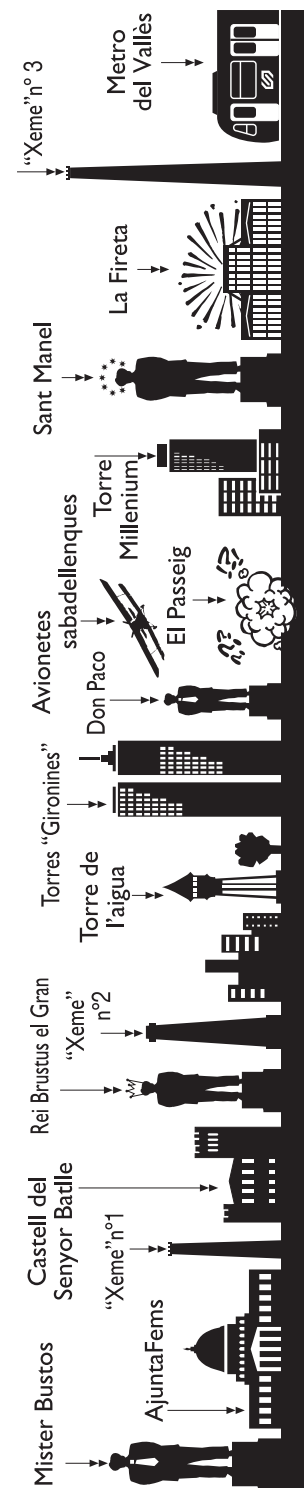 Mister Bustos
AjuntaFems
“Xeme”nº1
Castell del
Senyor Batlle
Rei Brustus el Gran
“Xeme”
nº2
Torre de
l’aigua
Torres “Gironines”
Don Paco
Avionetes
sabadellenques
El Passeig
Torre
Millenium
Sant Manel
La Fireta
“Xeme”nº 3
Metro
del Vallès